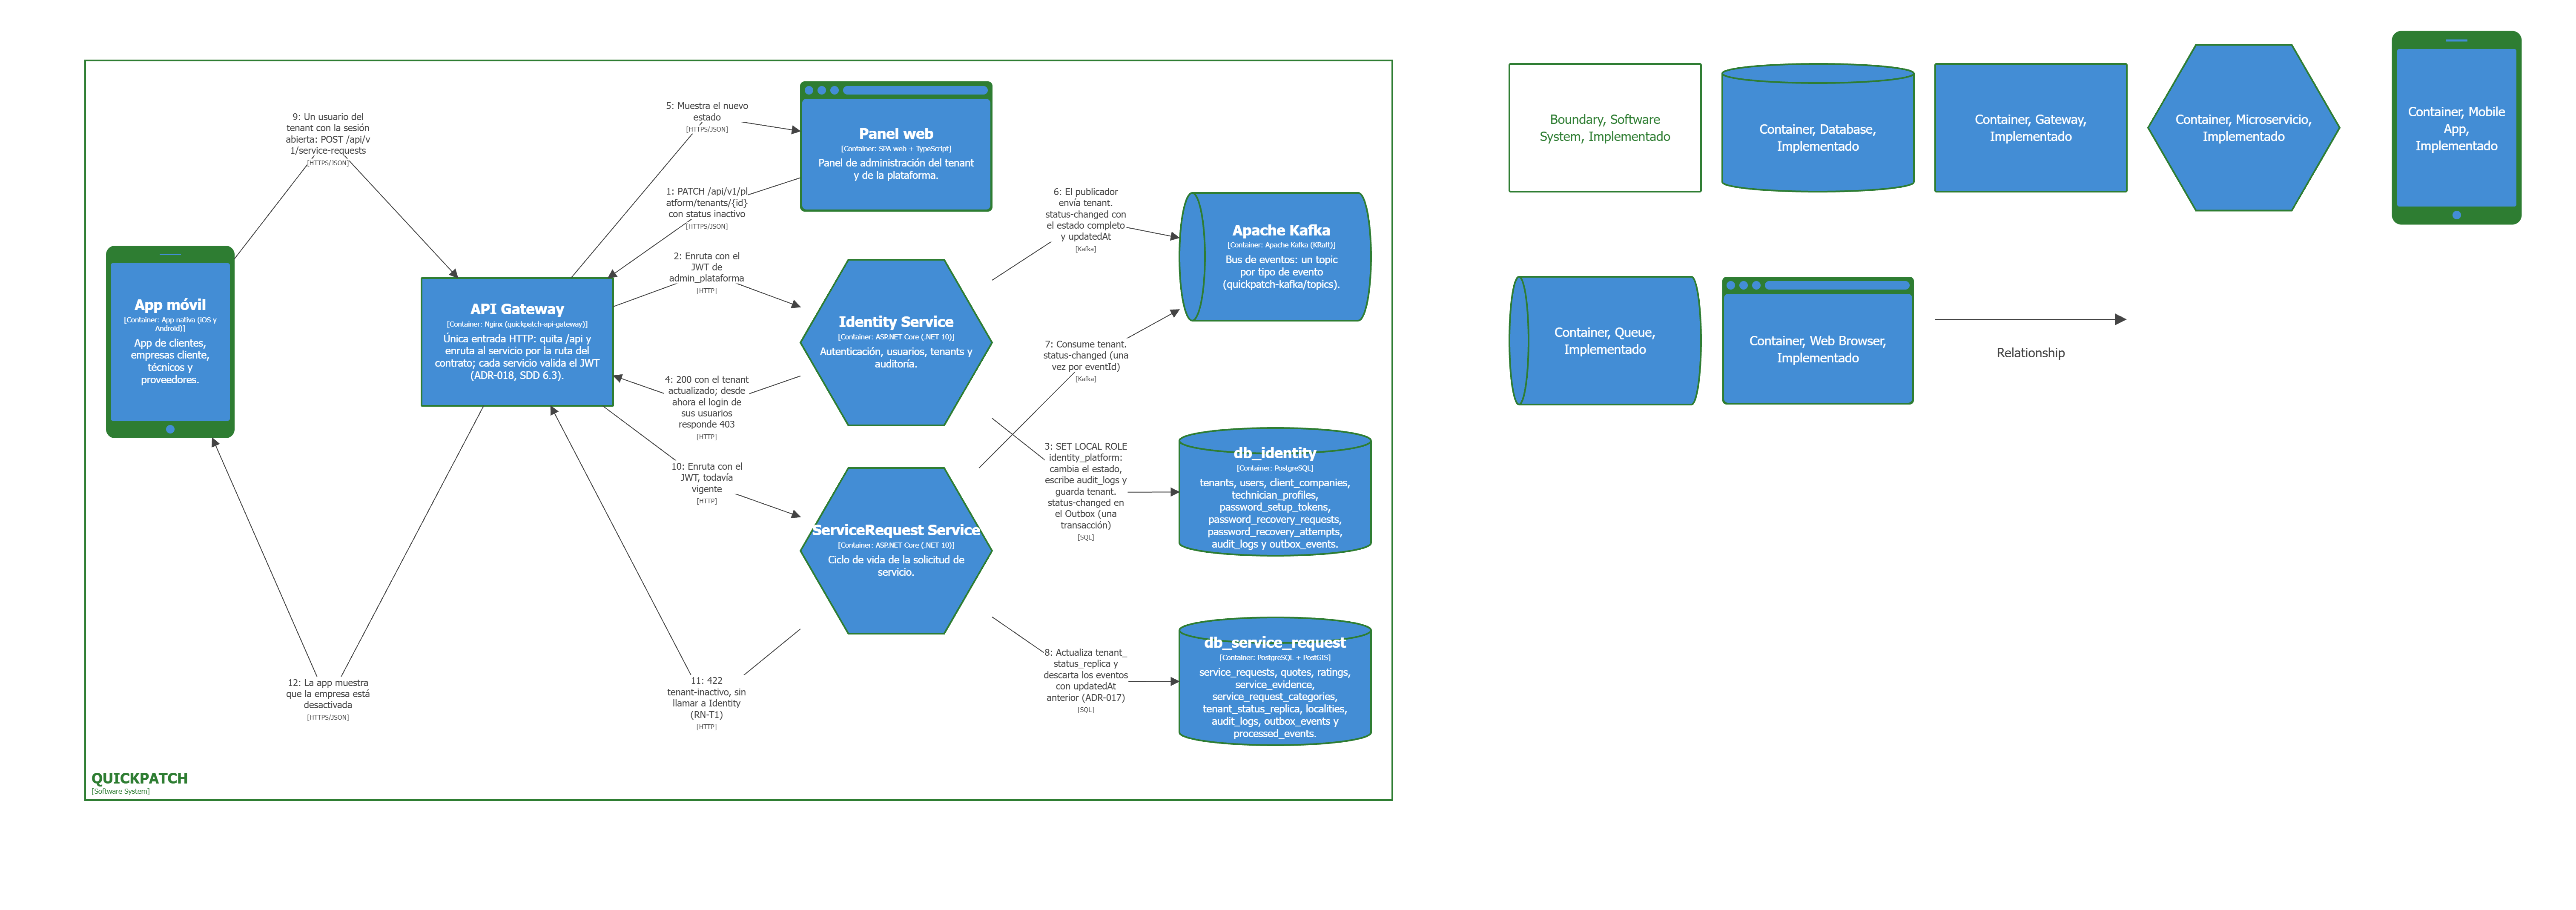 9: Un usuario del
tenant con la sesión
abierta: POST /api/v
1/service-requests
[HTTPS/JSON]
5: Muestra el nuevo
estado
[HTTPS/JSON]
Panel web
[Container: SPA web + TypeScript]
Panel de administración del tenant
y de la plataforma.
1: PATCH /api/v1/pl
atform/tenants/{id}
con status inactivo
[HTTPS/JSON]
6: El publicador
envía tenant.
status-changed con
el estado completo
y updatedAt
[Kafka]
Apache Kafka
[Container: Apache Kafka (KRaft)]
Bus de eventos: un topic
por tipo de evento
(quickpatch-kafka/topics).
2: Enruta con el
JWT de
admin_plataforma
[HTTP]
App móvil
[Container: App nativa (iOS y
Android)]
App de clientes,
empresas cliente,
técnicos y
proveedores.
API Gateway
[Container: Nginx (quickpatch-api-gateway)]
Única entrada HTTP: quita /api y
enruta al servicio por la ruta del
contrato; cada servicio valida el JWT
(ADR-018, SDD 6.3).
Identity Service
[Container: ASP.NET Core (.NET 10)]
Autenticación, usuarios, tenants y
auditoría.
7: Consume tenant.
status-changed (una
vez por eventId)
[Kafka]
4: 200 con el tenant
actualizado; desde
ahora el login de
sus usuarios
responde 403
[HTTP]
3: SET LOCAL ROLE
identity_platform:
cambia el estado,
escribe audit_logs y
guarda tenant.
status-changed en
el Outbox (una
transacción)
[SQL]
db_identity
[Container: PostgreSQL]
tenants, users, client_companies,
technician_profiles,
password_setup_tokens,
password_recovery_requests,
password_recovery_attempts,
audit_logs y outbox_events.
10: Enruta con el
JWT, todavía
vigente
[HTTP]
ServiceRequest Service
[Container: ASP.NET Core (.NET 10)]
Ciclo de vida de la solicitud de
servicio.
8: Actualiza tenant_
status_replica y
descarta los eventos
con updatedAt
anterior (ADR-017)
[SQL]
db_service_request
[Container: PostgreSQL + PostGIS]
service_requests, quotes, ratings,
service_evidence,
service_request_categories,
tenant_status_replica, localities,
audit_logs, outbox_events y
processed_events.
12: La app muestra
que la empresa está
desactivada
[HTTPS/JSON]
11: 422
tenant-inactivo, sin
llamar a Identity
(RN-T1)
[HTTP]
QUICKPATCH
[Software System]
Boundary, Software
System, Implementado
Container, Database,
Implementado
Container, Gateway,
Implementado
Container, Microservicio,
Implementado
Container, Mobile
App,
Implementado
Container, Queue,
Implementado
Container, Web Browser,
Implementado
Relationship